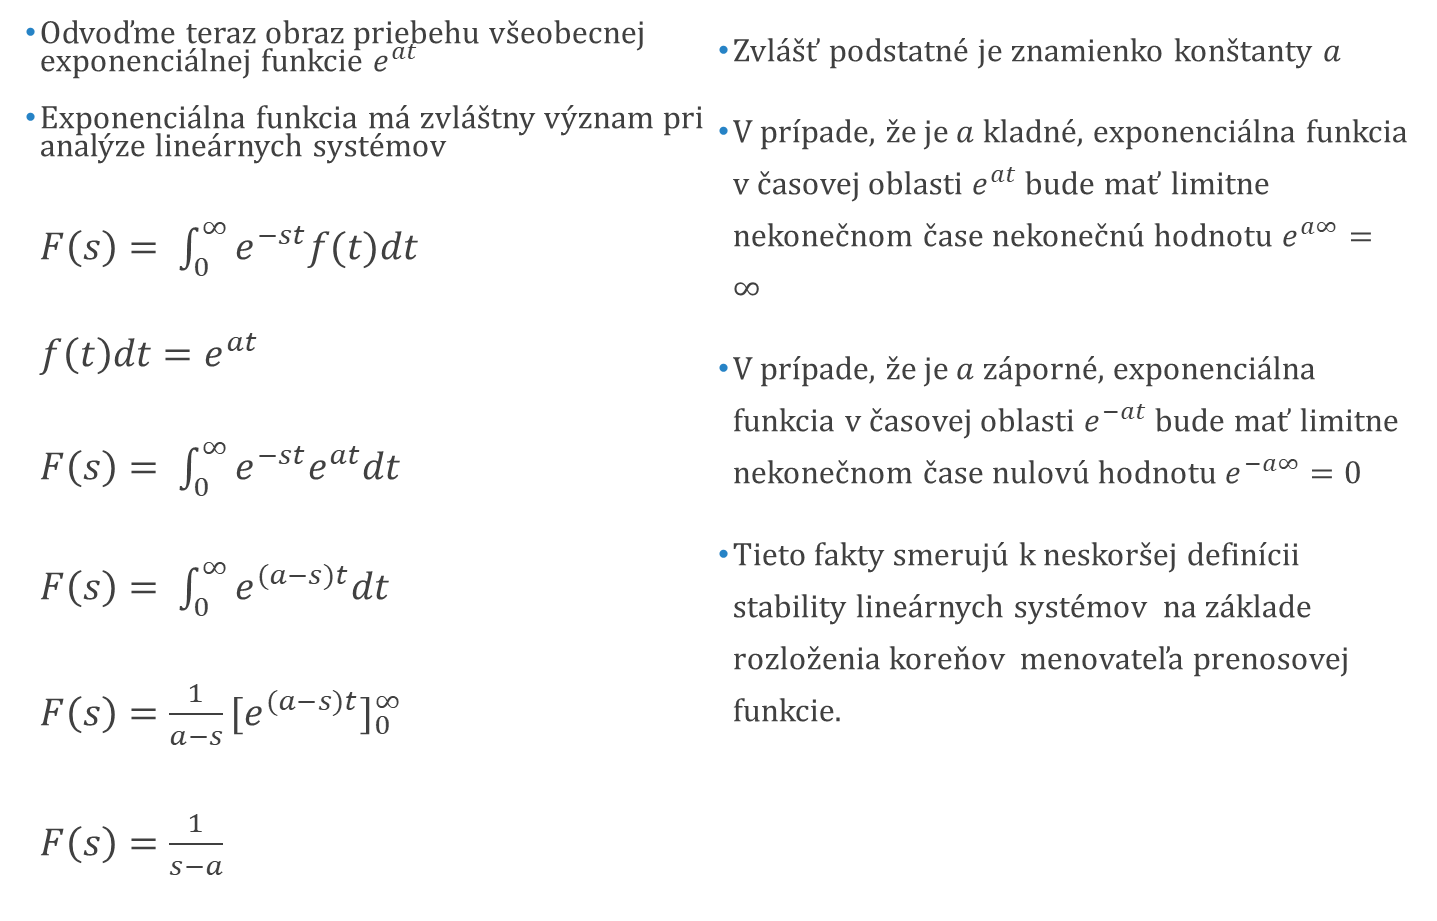 •Odvoďme teraz obraz priebehu všeobecnej
exponenciálnej funkcie e^{at}
•Exponenciálna funkcia má zvláštny význam pri
analýze lineárnych systémov
F(s) = ∫_0^∞ e^{−st} f(t)dt
f(t)dt = e^{at}
F(s) = ∫_0^∞ e^{−st} e^{at} dt
F(s) = ∫_0^∞ e^{(a−s)t} dt
F(s) = \frac{1}{a−s} [e^{(a−s)t}]_0^∞
F(s) = \frac{1}{s−a}
•Zvlášť podstatné je znamienko konštanty a
•V prípade, že je a kladné, exponenciálna funkcia
v časovej oblasti e^{at} bude mať limitne
nekonečnom čase nekonečnú hodnotu e^{a∞} =
∞
•V prípade, že je a záporné, exponenciálna
funkcia v časovej oblasti e^{−at} bude mať limitne
nekonečnom čase nulovú hodnotu e^{−a∞} = 0
•Tieto fakty smerujú k neskoršej definícii
stability lineárnych systémov na základe
rozloženia koreňov menovateľa prenosovej
funkcie.